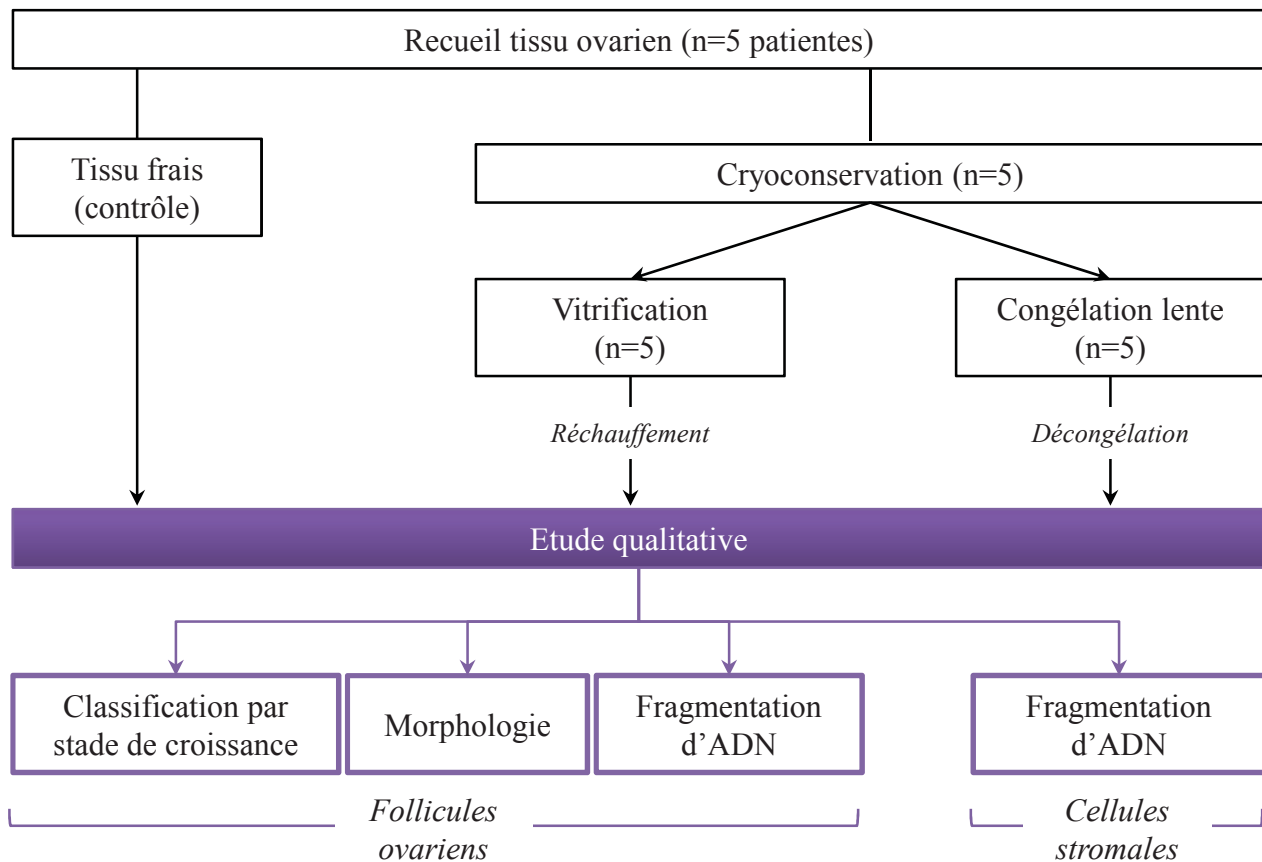 Recueil tissu ovarien (n=5 patientes)
Tissu frais
(contrôle)
Cryoconservation (n=5)
Vitrification
(n=5)
Congélation lente
(n=5)
Réchauffement
Décongélation
Etude qualitative
Classification par
stade de croissance
Morphologie
Fragmentation
d’ADN
Fragmentation
d’ADN
Follicules
ovariens
Cellules
stromales